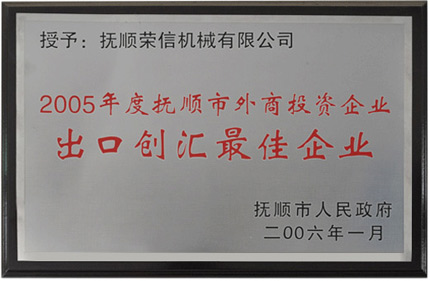 授予：抚顺荣信机械有限公司
2005年度抚顺市外商投资企业
出口创汇最佳企业
抚顺市人民政府
二00六年一月